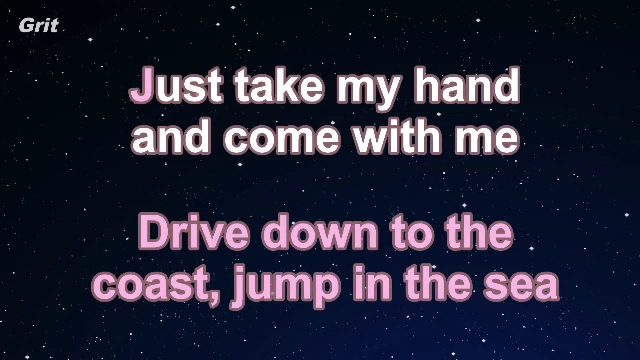 Grit
Just take my hand
and come with me
Drive down to the
coast, jump in the sea